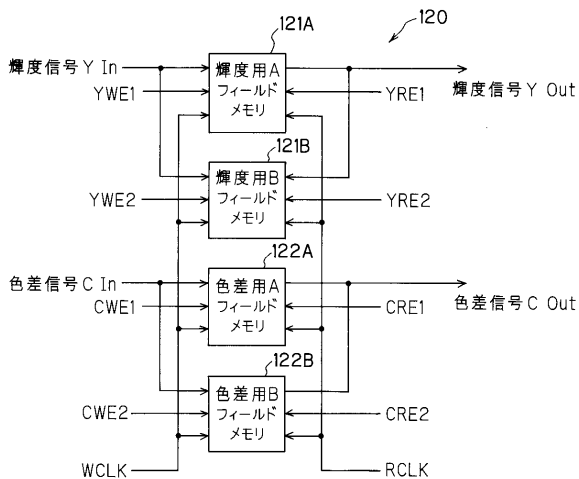 120
121A
輝度信号Y In
輝度用A
フィールド
メモリ
輝度信号Y Out
YWE1
YRE1
121B
輝度用B
フィールド
メモリ
YWE2
YRE2
122A
色差信号C In
色差用A
フィールド
メモリ
色差信号C Out
CWE1
CRE1
122B
色差用B
フィールド
メモリ
CWE2
CRE2
WCLK
RCLK